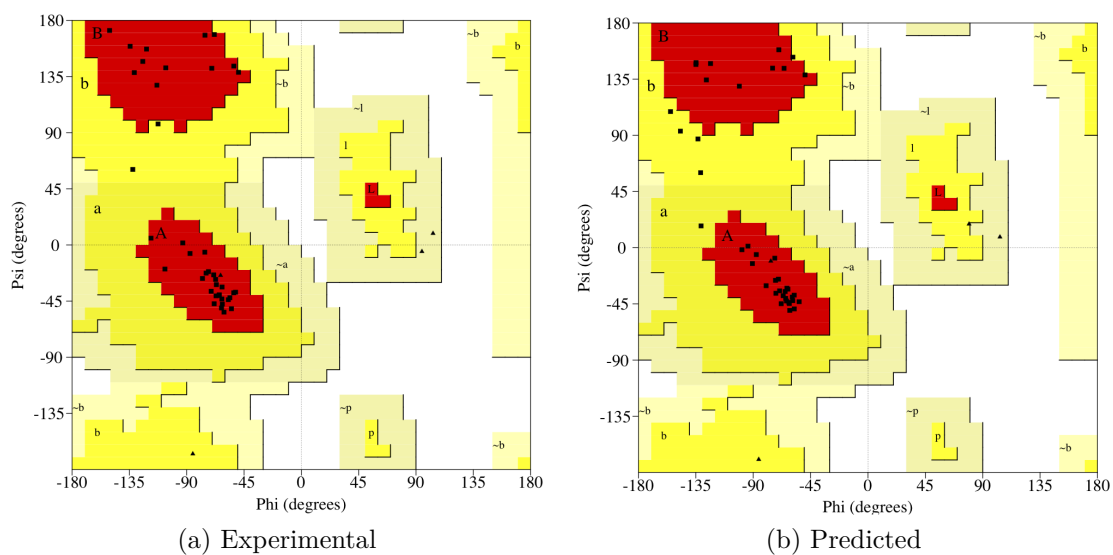 180
135
90
45
0
-45
-90
-135
Psi (degrees)
B
b
~b
a
A
~a
~l
l
L
~b
b
~b
b
~p
p
~b
~b
b
-180 -135 -90 -45 0 45 90 135 180
Phi (degrees)
(a) Experimental
180
135
90
45
0
-45
-90
-135
Psi (degrees)
B
b
~b
a
A
~a
~l
l
L
~b
b
~b
b
~p
p
~b
~b
b
-180 -135 -90 -45 0 45 90 135 180
Phi (degrees)
(b) Predicted